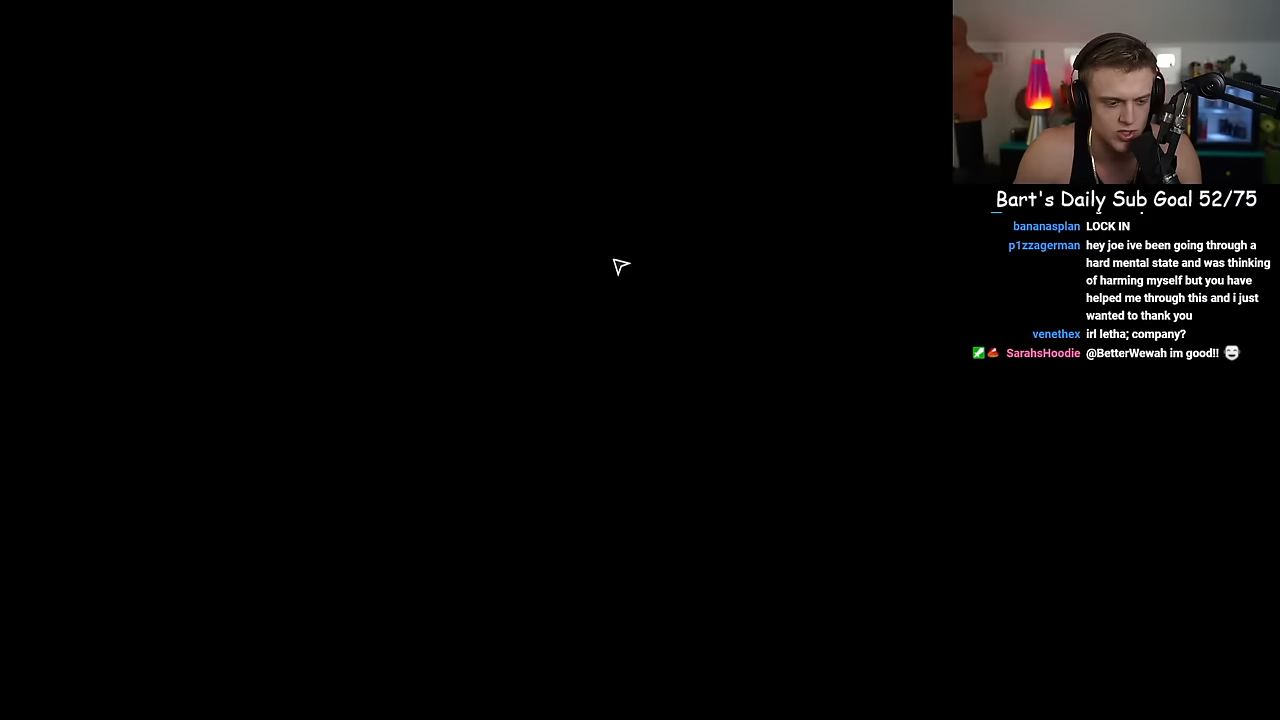 Bart's Daily Sub Goal 52/75
bananasplan LOCK IN
p1zzagerman hey joe ive been going through a
hard mental state and was thinking
of harming myself but you have
helped me through this and i just
wanted to thank you
venethex irl letha; company?
SarahsHoodie @BetterWewah im good!!